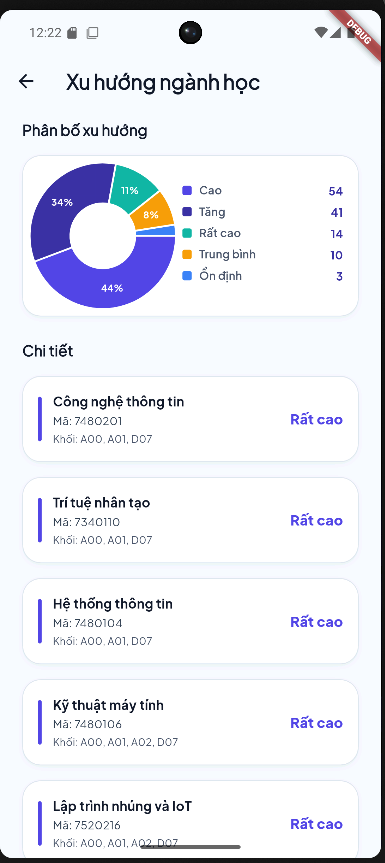 12:22
DEBUG
Xu hướng ngành học
Phân bố xu hướng
34%
11%
8%
44%
Cao 54
Tăng 41
Rất cao 14
Trung bình 10
Ổn định 3
Chi tiết
Công nghệ thông tin
Mã: 7480201
Khối: A00, A01, D07
Rất cao
Trí tuệ nhân tạo
Mã: 7340110
Khối: A00, A01, D07
Rất cao
Hệ thống thông tin
Mã: 7480104
Khối: A00, A01, D07
Rất cao
Kỹ thuật máy tính
Mã: 7480106
Khối: A00, A01, A02, D07
Rất cao
Lập trình nhúng và IoT
Mã: 7520216
Khối: A00, A01, A02, D07
Rất cao